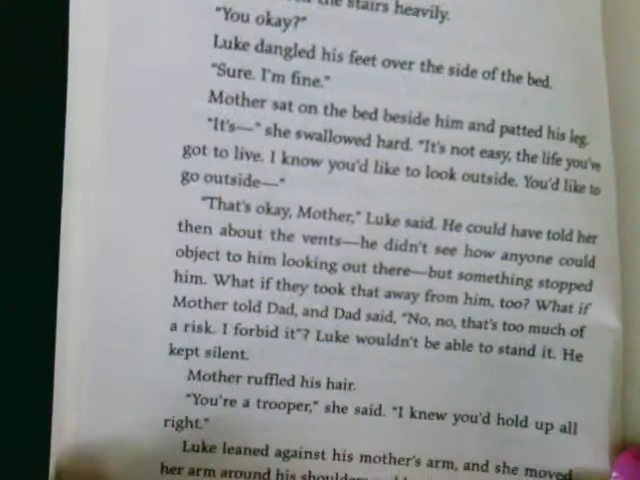 the stairs heavily.
"You okay?"
Luke dangled his feet over the side of the bed.
"Sure. I'm fine."
Mother sat on the bed beside him and patted his leg.
"It's—" she swallowed hard. "It's not easy, the life you've
got to live. I know you'd like to look outside. You'd like to
go outside—"
"That's okay, Mother," Luke said. He could have told her
then about the vents—he didn't see how anyone could
object to him looking out there—but something stopped
him. What if they took that away from him, too? What if
Mother told Dad, and Dad said, "No, no, that's too much of
a risk. I forbid it"? Luke wouldn't be able to stand it. He
kept silent.
Mother ruffled his hair.
"You're a trooper," she said. "I knew you'd hold up all
right."
Luke leaned against his mother's arm, and she moved
her arm around his